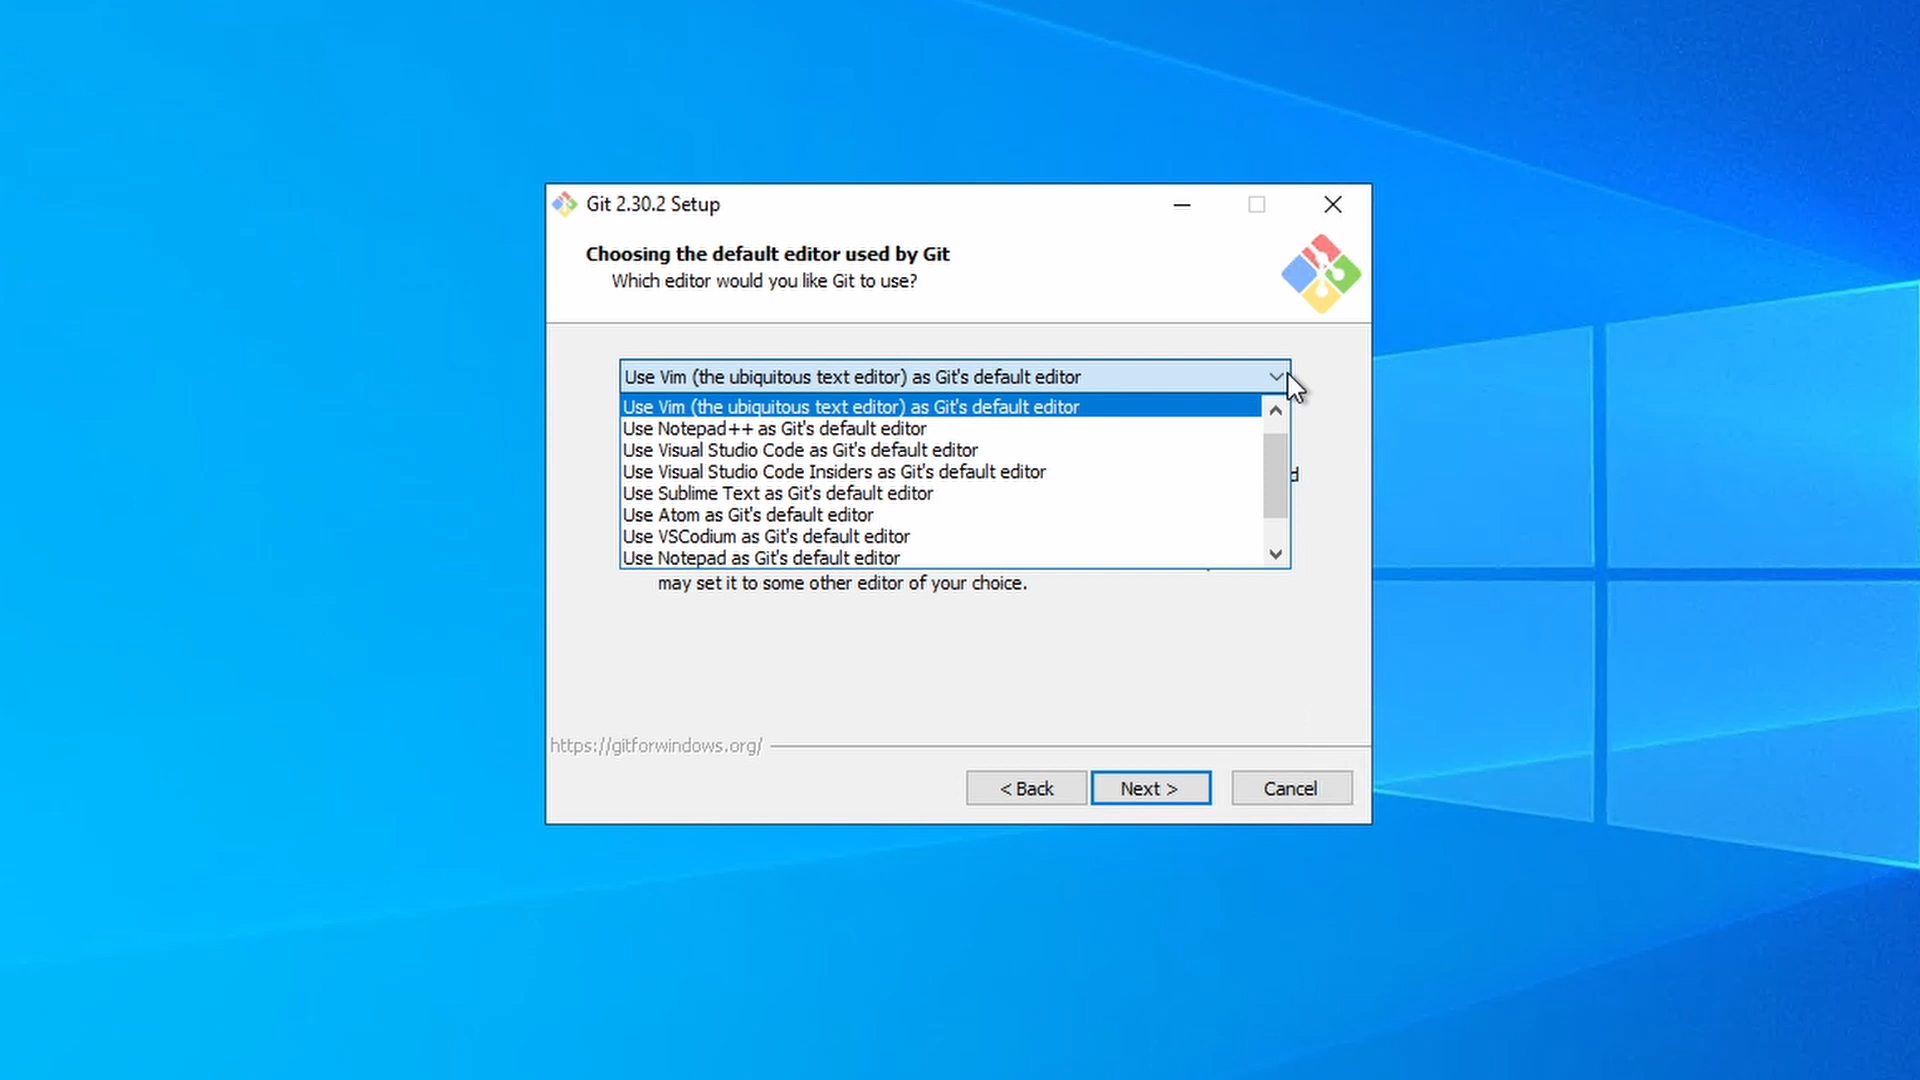 Git 2.30.2 Setup
Choosing the default editor used by Git
Which editor would you like Git to use?
Use Vim (the ubiquitous text editor) as Git's default editor
Use Vim (the ubiquitous text editor) as Git's default editor
Use Notepad++ as Git's default editor
Use Visual Studio Code as Git's default editor
Use Visual Studio Code Insiders as Git's default editor
Use Sublime Text as Git's default editor
Use Atom as Git's default editor
Use VSCodium as Git's default editor
Use Notepad as Git's default editor
may set it to some other editor of your choice.
https://gitforwindows.org/
< Back
Next >
Cancel